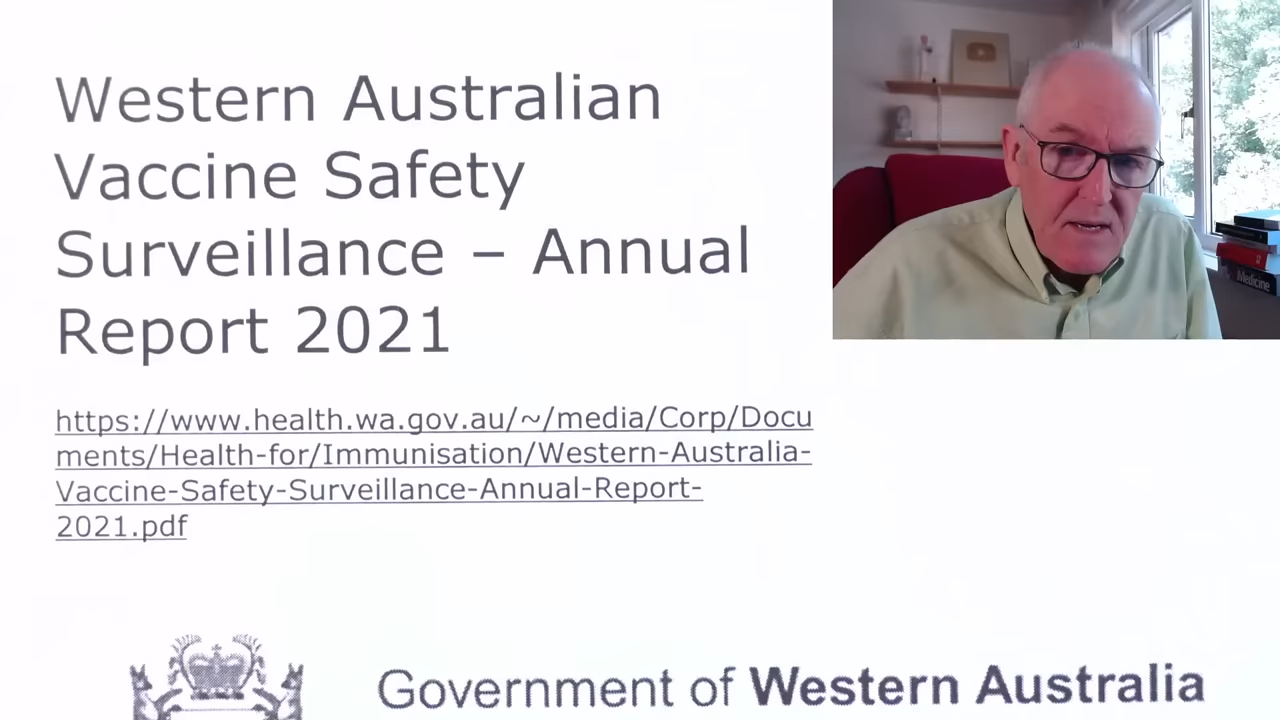 Western Australian
Vaccine Safety
Surveillance – Annual
Report 2021
https://www.health.wa.gov.au/~/media/Corp/Docu
ments/Health-for/Immunisation/Western-Australia-
Vaccine-Safety-Surveillance-Annual-Report-
2021.pdf
Medicine
Government of Western Australia